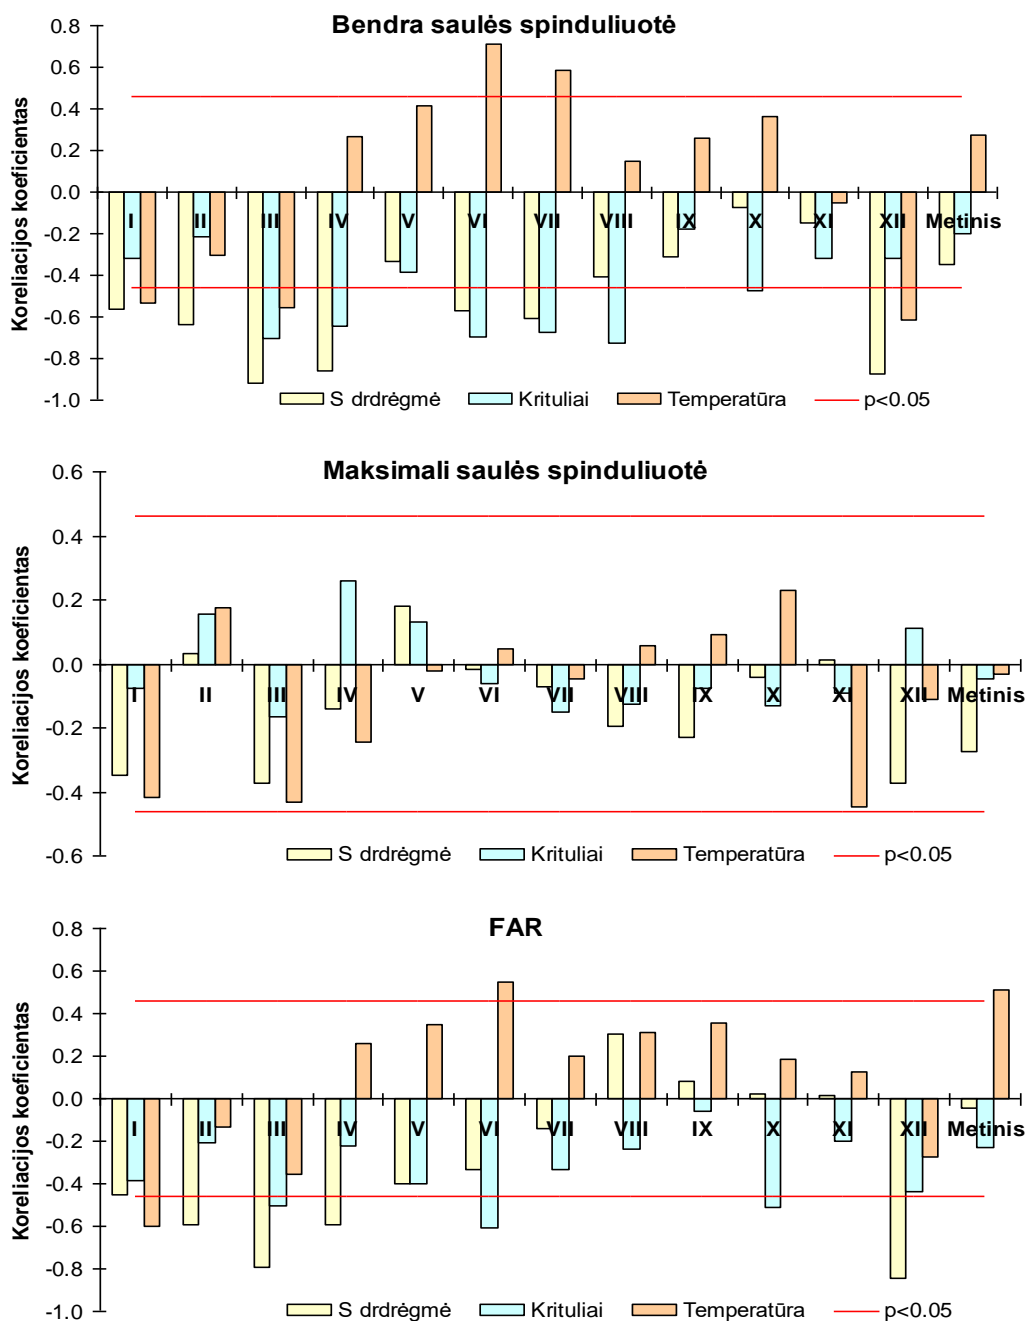 Bendra saulės spinduliuotė
Koreliacijos koeficientas
0.8
0.6
0.4
0.2
0.0
-0.2
-0.4
-0.6
-0.8
-1.0
I II III IV V VI VII VIII IX X XI XII Metinis
S drdrėgmė Krituliai Temperatūra p<0.05
Maksimali saulės spinduliuotė
Koreliacijos koeficientas
0.6
0.4
0.2
0.0
-0.2
-0.4
-0.6
I II III IV V VI VII VIII IX X XI XII Metinis
S drdrėgmė Krituliai Temperatūra p<0.05
FAR
Koreliacijos koeficientas
0.8
0.6
0.4
0.2
0.0
-0.2
-0.4
-0.6
-0.8
-1.0
I II III IV V VI VII VIII IX X XI XII Metinis
S drdrėgmė Krituliai Temperatūra p<0.05